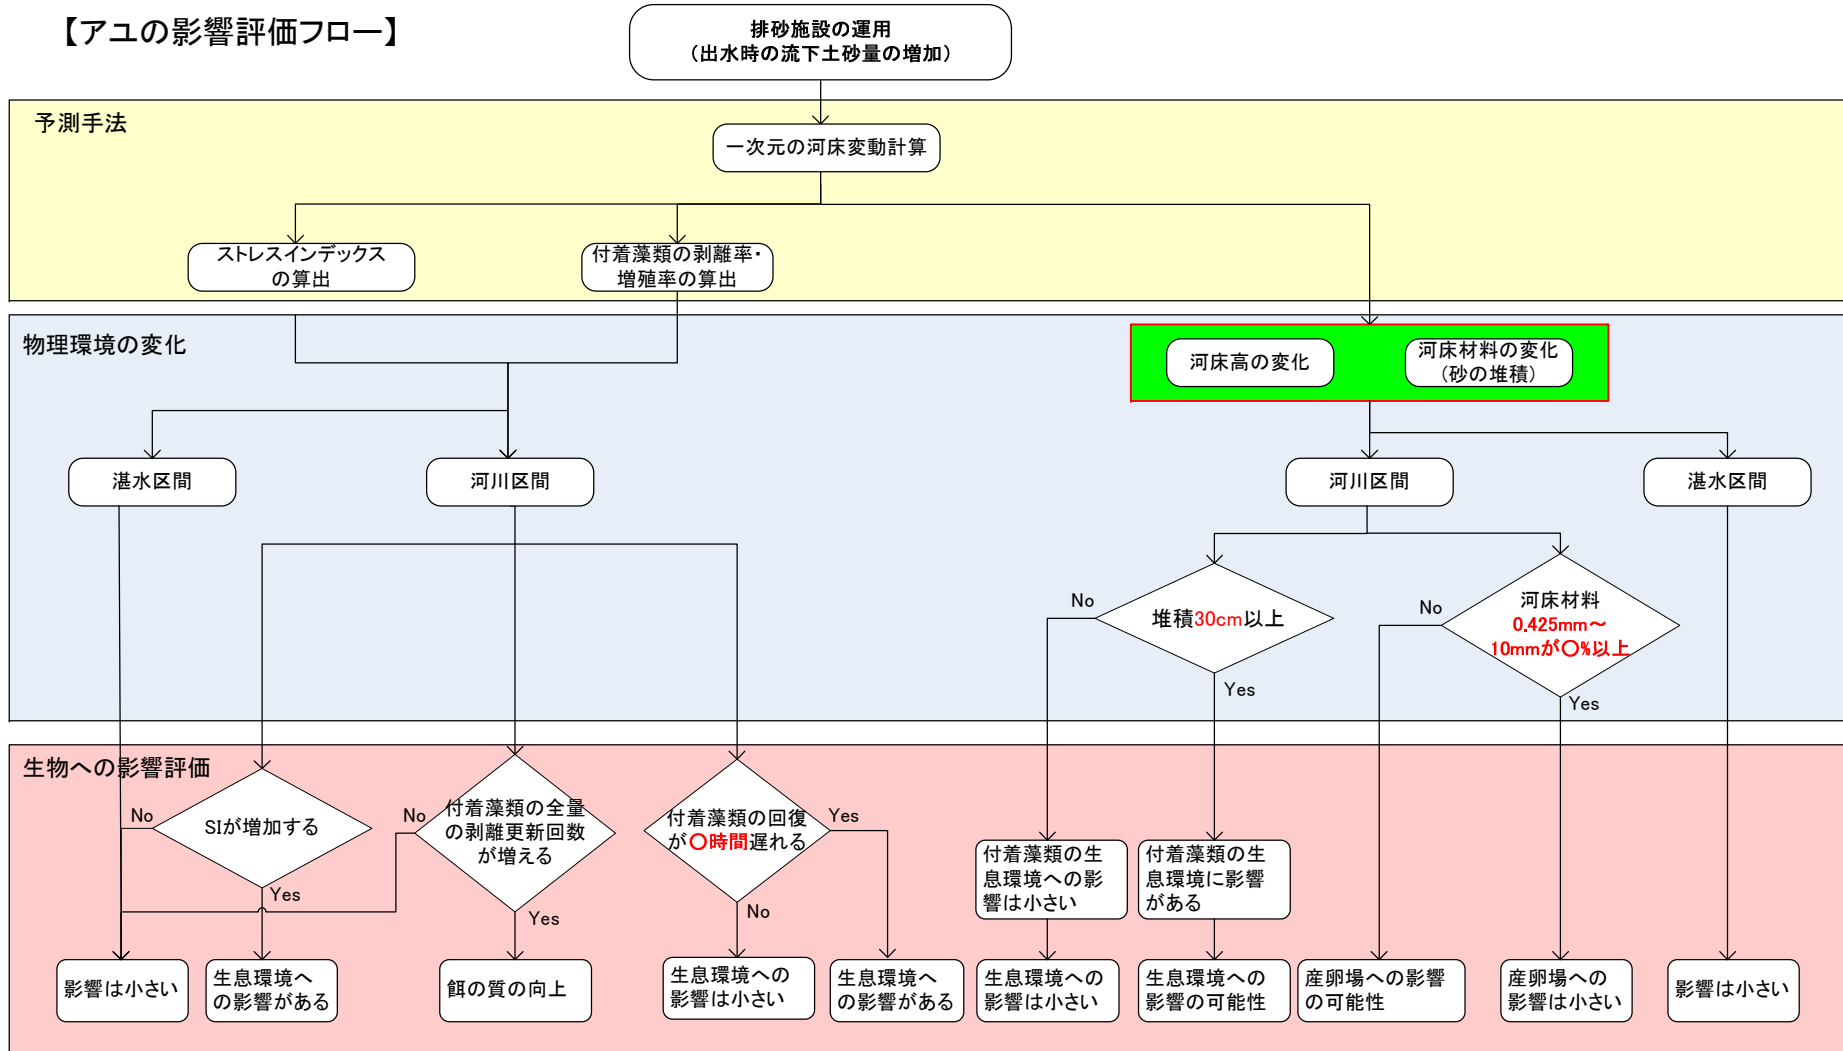 【アユの影響評価フロー】
排砂施設の運用
（出水時の流下土砂量の増加）
予測手法
一次元の河床変動計算
ストレスインデックス
の算出
付着藻類の剥離率・
増殖率の算出
物理環境の変化
河床高の変化
河床材料の変化
（砂の堆積）
湛水区間
河川区間
河川区間
湛水区間
No
堆積30cm以上
Yes
No
河床材料
0.425mm～
10mmが○%以上
Yes
生物への影響評価
No
SIが増加する
Yes
No
付着藻類の全量
の剥離更新回数
が増える
Yes
付着藻類の回復
が○時間遅れる
Yes
No
付着藻類の生
息環境への影
響は小さい
付着藻類の生
息環境に影響
がある
影響は小さい
生息環境へ
の影響がある
餌の質の向上
生息環境への
影響は小さい
生息環境へ
の影響がある
生息環境への
影響は小さい
生息環境への
影響の可能性
産卵場への影響
の可能性
産卵場への
影響は小さい
影響は小さい